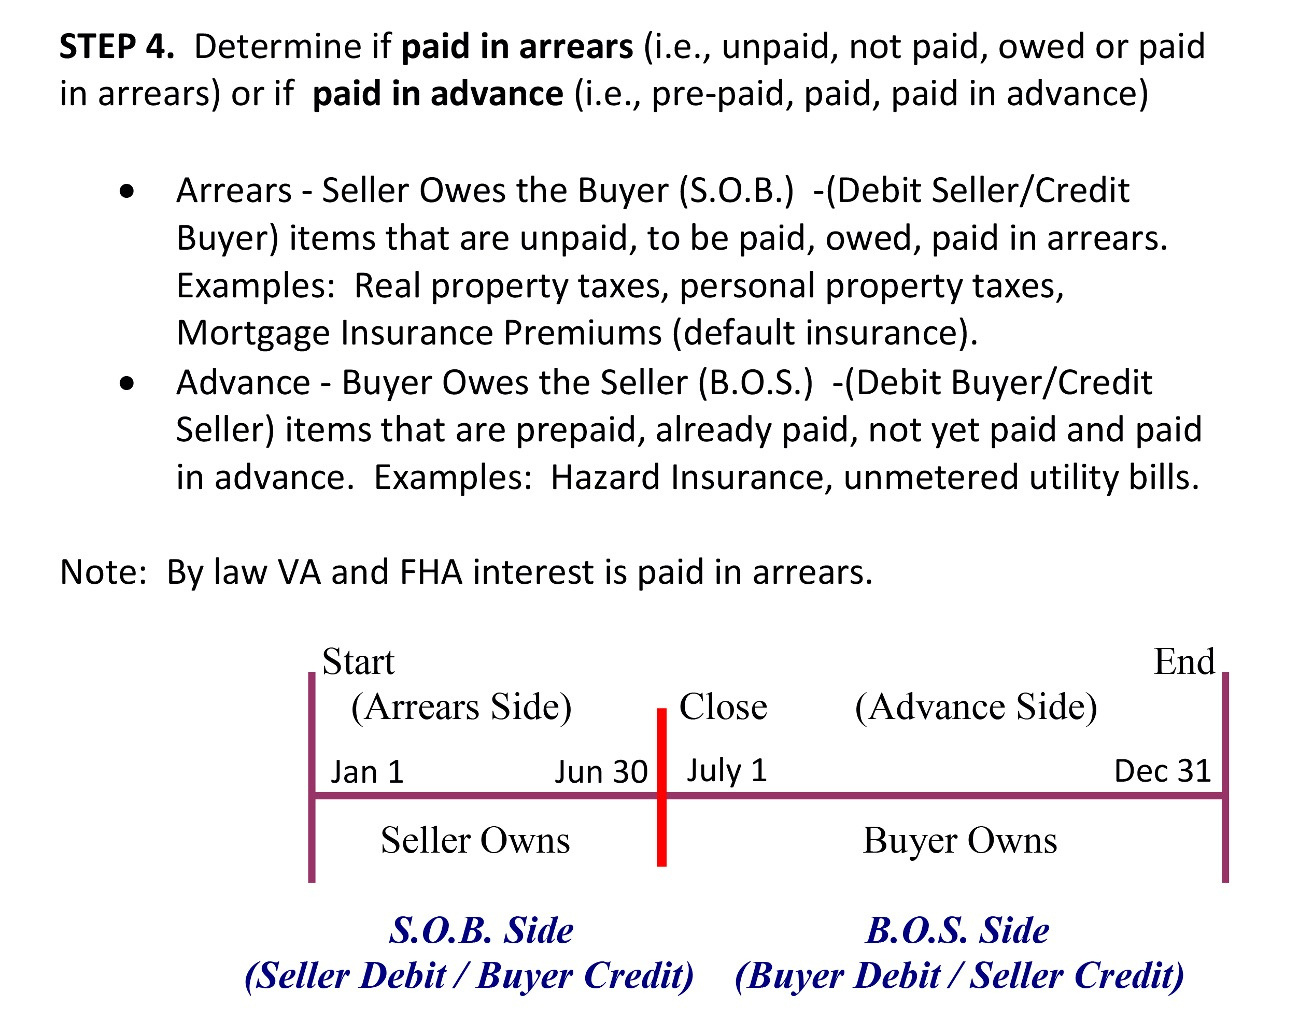 STEP 4.  Determine if paid in arrears (i.e., unpaid, not paid, owed or paid
in arrears) or if  paid in advance (i.e., pre-paid, paid, paid in advance)
• Arrears - Seller Owes the Buyer (S.O.B.)  -(Debit Seller/Credit
Buyer) items that are unpaid, to be paid, owed, paid in arrears.
Examples:  Real property taxes, personal property taxes,
Mortgage Insurance Premiums (default insurance).
• Advance - Buyer Owes the Seller (B.O.S.)  -(Debit Buyer/Credit
Seller) items that are prepaid, already paid, not yet paid and paid
in advance.  Examples:  Hazard Insurance, unmetered utility bills.
Note:  By law VA and FHA interest is paid in arrears.
Start End
(Arrears Side) Close (Advance Side)
Jan 1 Jun 30 July 1 Dec 31
Seller Owns Buyer Owns
S.O.B. Side B.O.S. Side
(Seller Debit / Buyer Credit) (Buyer Debit / Seller Credit)